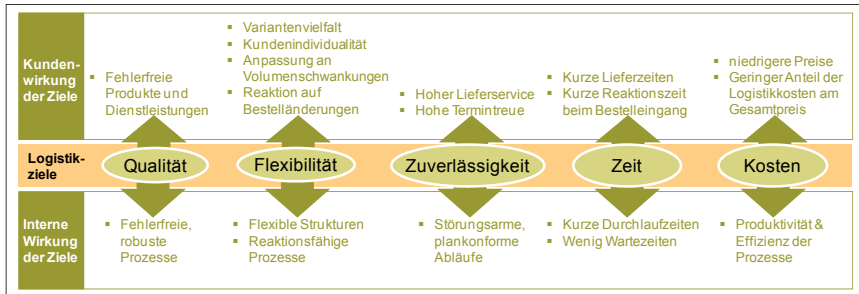 Kunden-
wirkung
der Ziele
▪ Fehlerfreie
Produkte und
Dienstleistungen
▪ Variantenvielfalt
▪ Kundenindividualität
▪ Anpassung an
Volumenschwankungen
▪ Reaktion auf
Bestelländerungen
▪ Hoher Lieferservice
▪ Hohe Termintreue
▪ Kurze Lieferzeiten
▪ Kurze Reaktionszeit
beim Bestelleingang
▪ niedrigere Preise
▪ Geringer Anteil der
Logistikkosten am
Gesamtpreis
Logistik-
ziele
Qualität
Flexibilität
Zuverlässigkeit
Zeit
Kosten
Interne
Wirkung
der Ziele
▪ Fehlerfreie,
robuste
Prozesse
▪ Flexible Strukturen
▪ Reaktionsfähige
Prozesse
▪ Störungsarme,
plankonforme
Abläufe
▪ Kurze Durchlaufzeiten
▪ Wenig Wartezeiten
▪ Produktivität &
Effizienz der
Prozesse